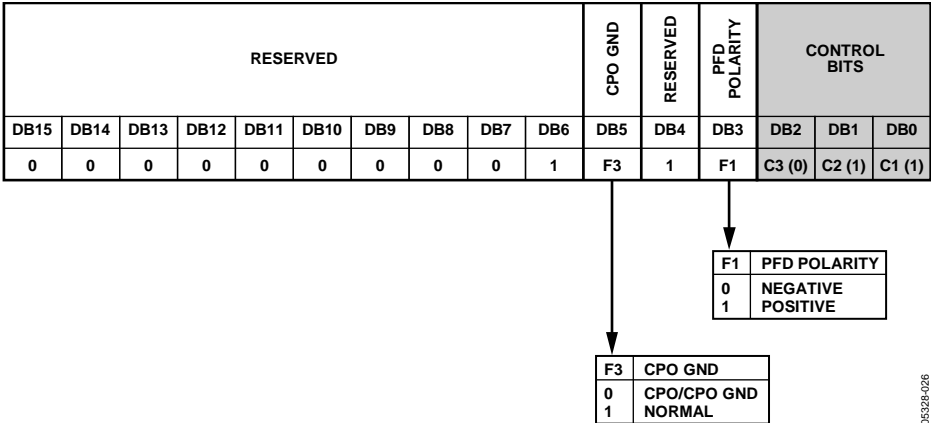 RESERVED
CPO GND
RESERVED
PFD
POLARITY
CONTROL
BITS
DB15 DB14 DB13 DB12 DB11 DB10 DB9 DB8 DB7 DB6 DB5 DB4 DB3 DB2 DB1 DB0
0 0 0 0 0 0 0 0 0 1 F3 1 F1 C3 (0) C2 (1) C1 (1)
F1 PFD POLARITY
0 NEGATIVE
1 POSITIVE
F3 CPO GND
0 CPO/CPO GND
1 NORMAL
05328-026